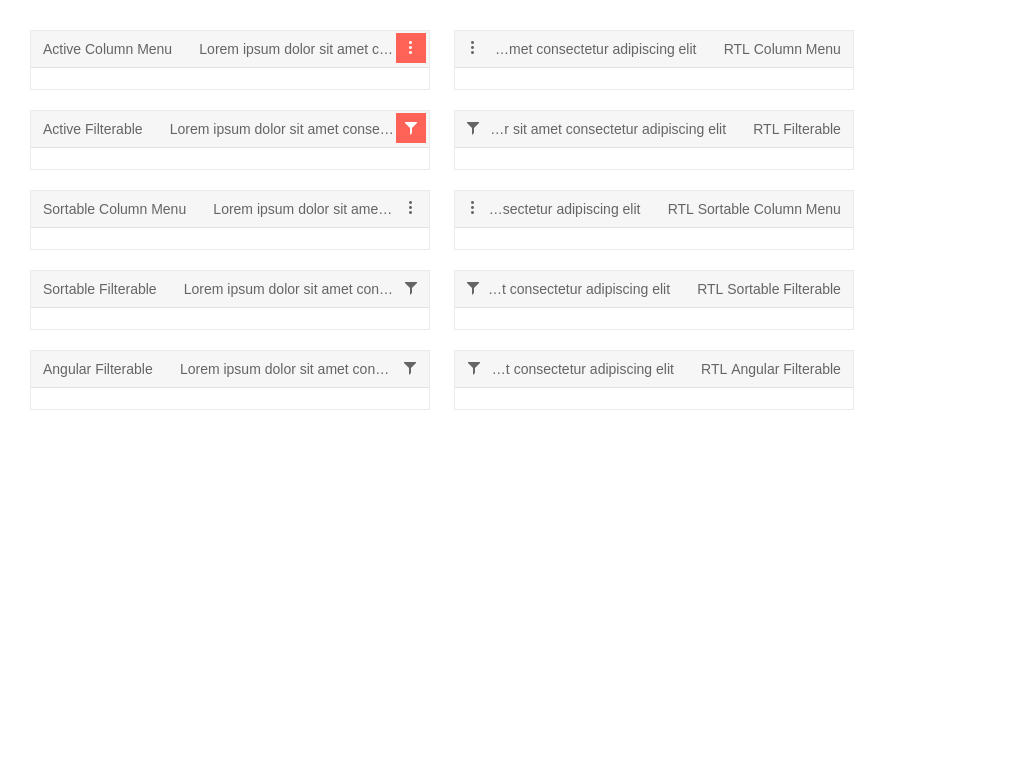 Active Column Menu Lorem ipsum dolor sit amet c…
…met consectetur adipiscing elit RTL Column Menu
Active Filterable Lorem ipsum dolor sit amet conse…
…r sit amet consectetur adipiscing elit RTL Filterable
Sortable Column Menu Lorem ipsum dolor sit ame…
…sectetur adipiscing elit RTL Sortable Column Menu
Sortable Filterable Lorem ipsum dolor sit amet con…
…t consectetur adipiscing elit RTL Sortable Filterable
Angular Filterable Lorem ipsum dolor sit amet con…
…t consectetur adipiscing elit RTL Angular Filterable